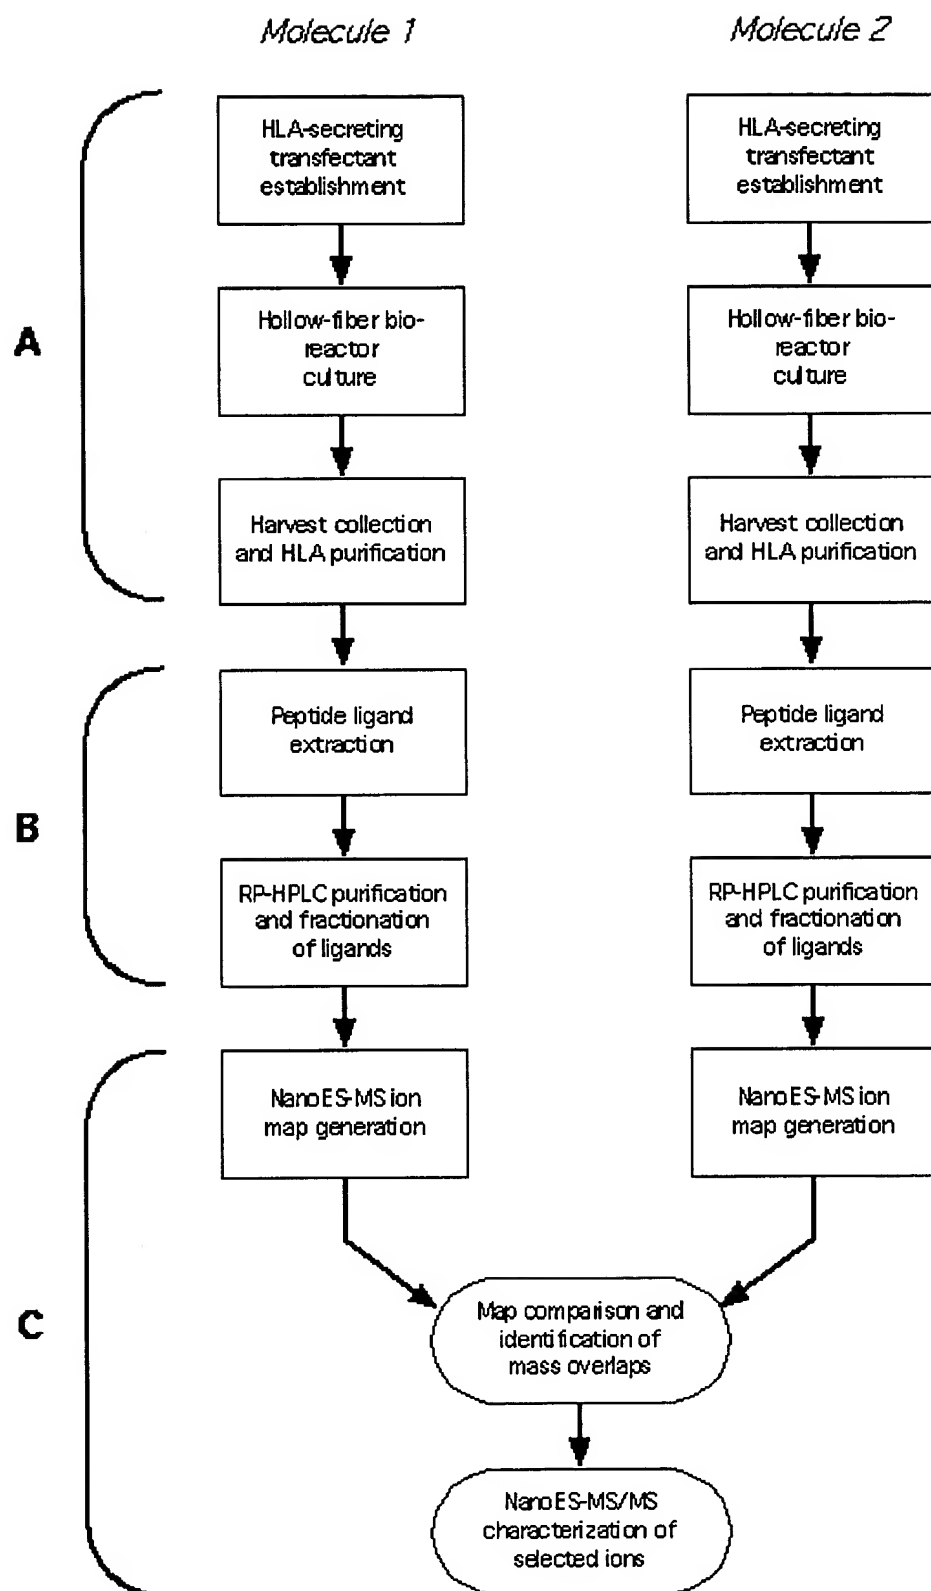 Molecule 1
Molecule 2
HLA-secreting
transfectant
establishment
HLA-secreting
transfectant
establishment
A
Hollow-fiber bio-
reactor
culture
Hollow-fiber bio-
reactor
culture
Harvest collection
and HLA purification
Harvest collection
and HLA purification
B
Peptide ligand
extraction
Peptide ligand
extraction
RP-HPLC purification
and fractionation
of ligands
RP-HPLC purification
and fractionation
of ligands
C
NanoES-MS ion
map generation
NanoES-MS ion
map generation
Map comparison and
identification of
mass overlaps
NanoES-MS/MS
characterization of
selected ions